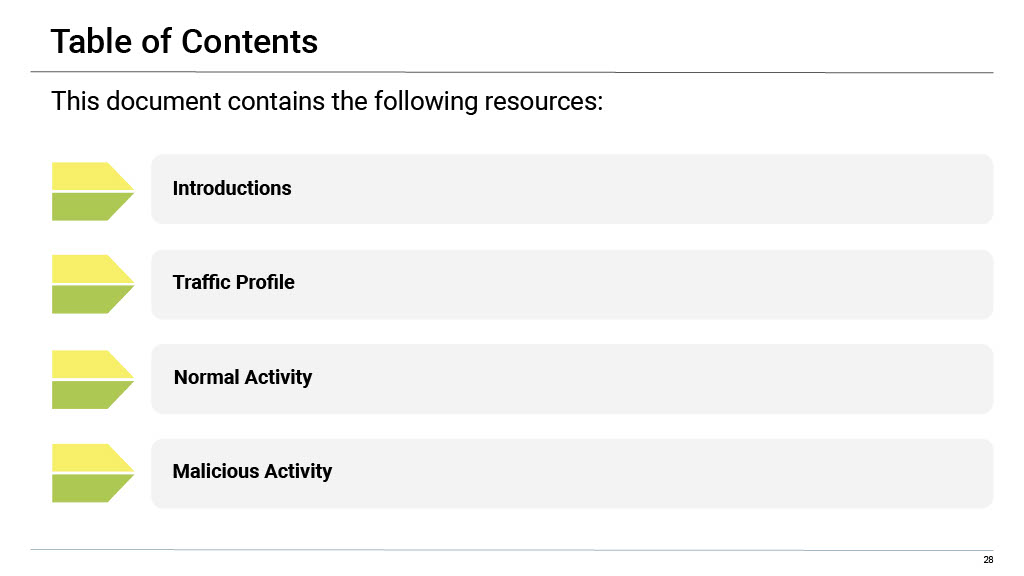 Table of Contents
This document contains the following resources:
Introductions
Traffic Profile
Normal Activity
Malicious Activity
28